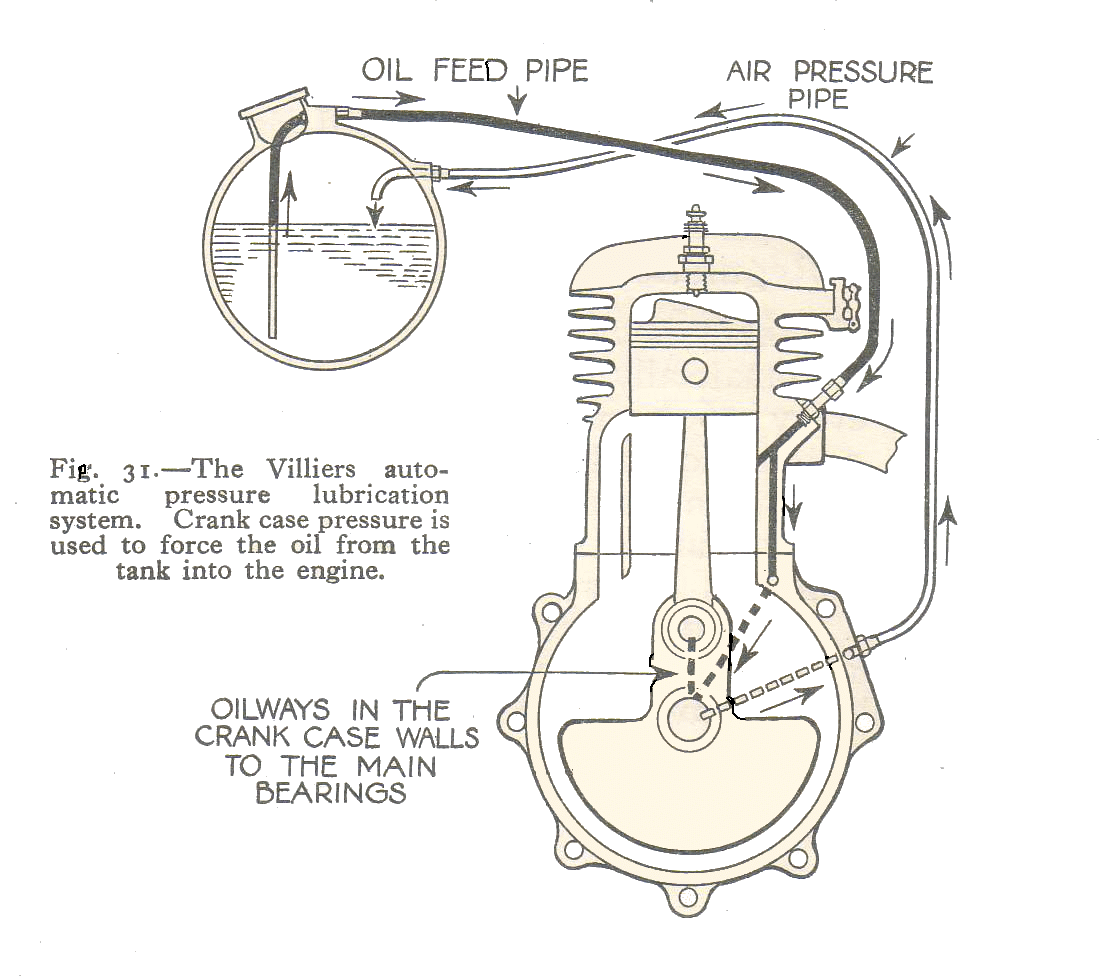 OIL FEED PIPE
AIR PRESSURE
PIPE
Fig. 31.—The Villiers auto-
matic pressure lubrication
system. Crank case pressure is
used to force the oil from the
tank into the engine.
OILWAYS IN THE
CRANK CASE WALLS
TO THE MAIN
BEARINGS